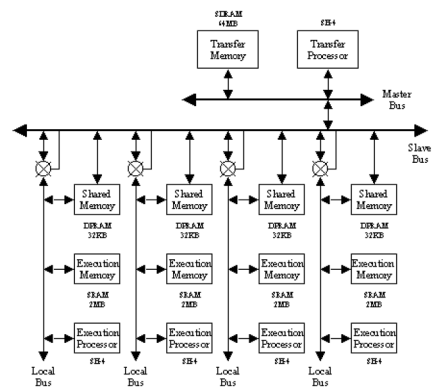 SDRAM
64MB
SH4
Transfer
Memory
Transfer
Processor
Master
Bus
Slave
Bus
Shared
Memory
Shared
Memory
Shared
Memory
Shared
Memory
DPRAM
32KB
DPRAM
32KB
DPRAM
32KB
DPRAM
32KB
Execution
Memory
Execution
Memory
Execution
Memory
Execution
Memory
SRAM
2MB
SRAM
2MB
SRAM
2MB
SRAM
2MB
Execution
Processor
Execution
Processor
Execution
Processor
Execution
Processor
Local
Bus
SH4
Local
Bus
SH4
Local
Bus
SH4
Local
Bus
SH4